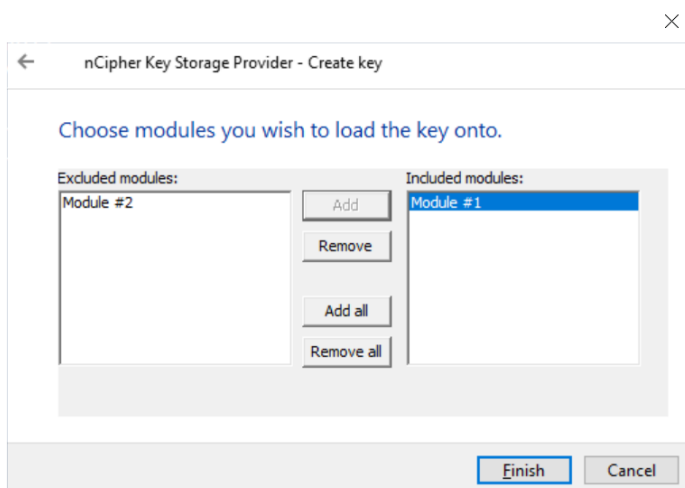 nCipher Key Storage Provider - Create key
Choose modules you wish to load the key onto.
Excluded modules:
Included modules:
Module #2
Add
Module #1
Remove
Add all
Remove all
Finish
Cancel